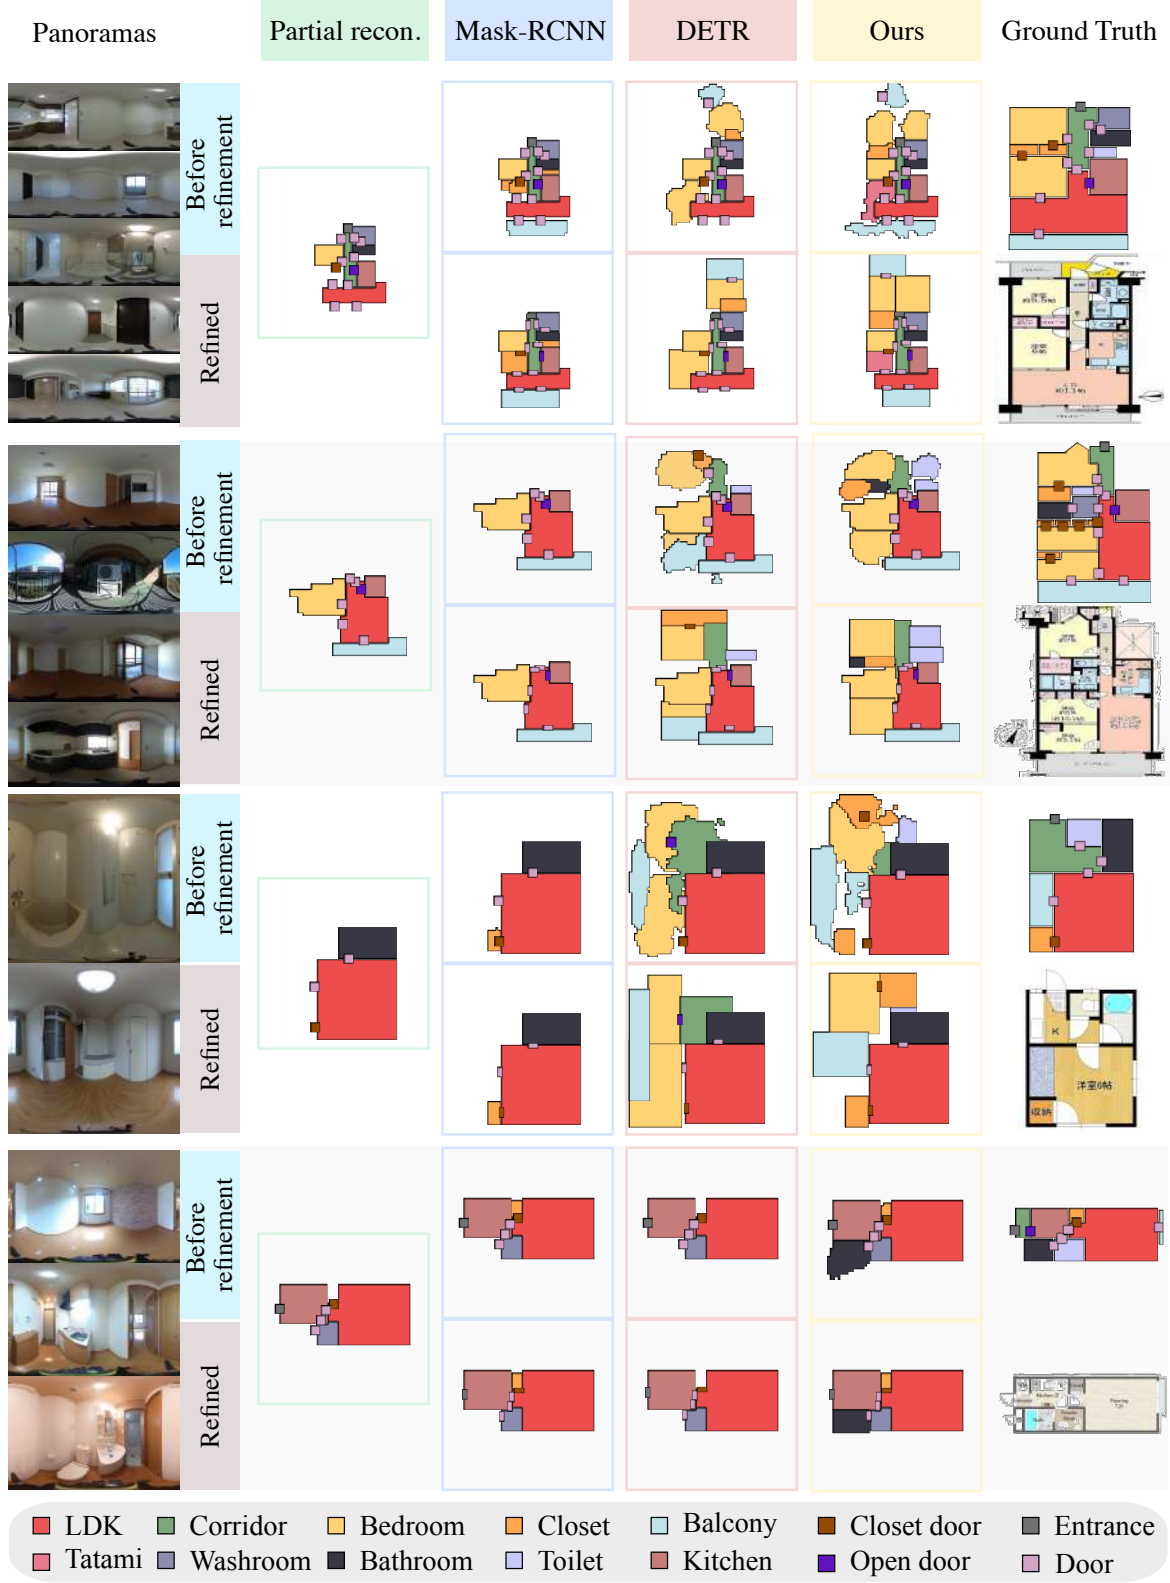 Panoramas
Partial recon.
Mask-RCNN
DETR
Ours
Ground Truth
Before
refinement
Refined
Before
refinement
Refined
Before
refinement
Refined
K
洋室6帖
収納
Before
refinement
Refined
LDK
Corridor
Bedroom
Closet
Balcony
Closet door
Entrance
Tatami
Washroom
Bathroom
Toilet
Kitchen
Open door
Door